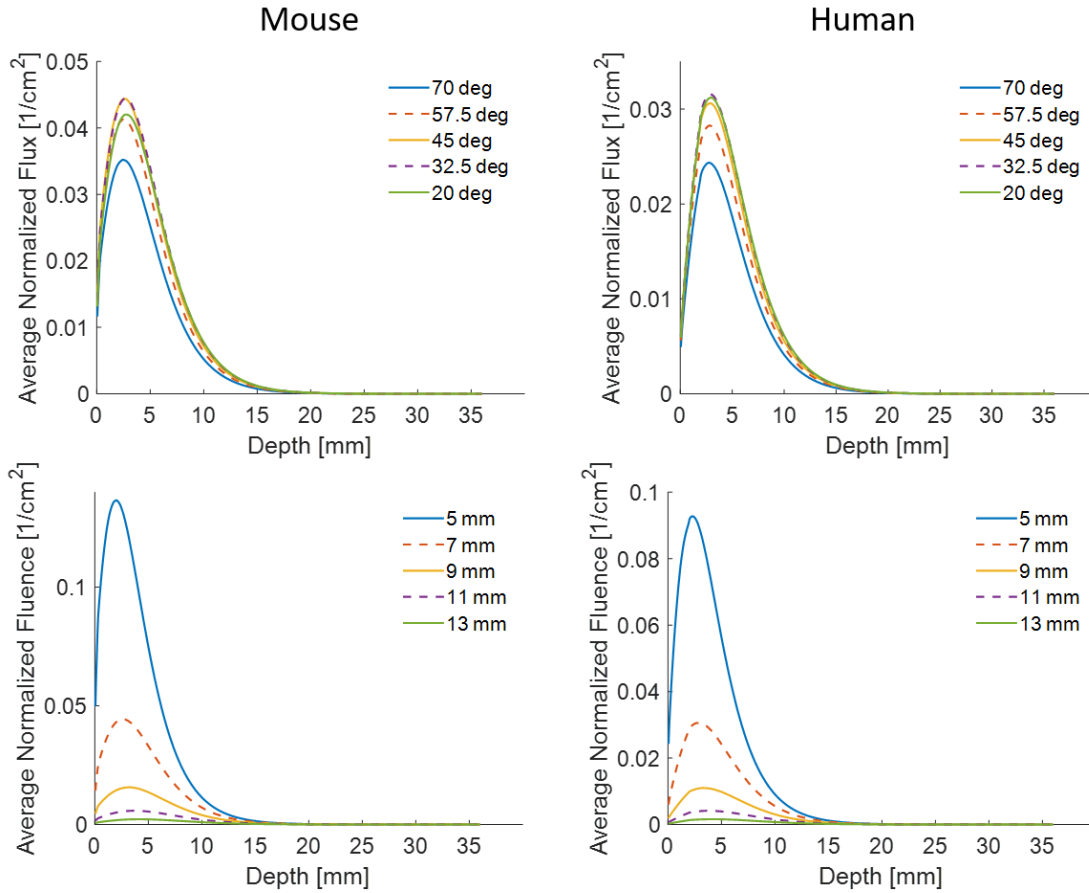 Mouse
Human
Average Normalized Flux [1/cm²]
0.05
0.04
0.03
0.02
0.01
0
70 deg
57.5 deg
45 deg
32.5 deg
20 deg
0 5 10 15 20 25 30 35
Depth [mm]
Average Normalized Flux [1/cm²]
0.03
0.02
0.01
0
70 deg
57.5 deg
45 deg
32.5 deg
20 deg
0 5 10 15 20 25 30 35
Depth [mm]
Average Normalized Fluence [1/cm²]
0.1
0.05
0
5 mm
7 mm
9 mm
11 mm
13 mm
0 5 10 15 20 25 30 35
Depth [mm]
Average Normalized Fluence [1/cm²]
0.1
0.08
0.06
0.04
0.02
0
5 mm
7 mm
9 mm
11 mm
13 mm
0 5 10 15 20 25 30 35
Depth [mm]